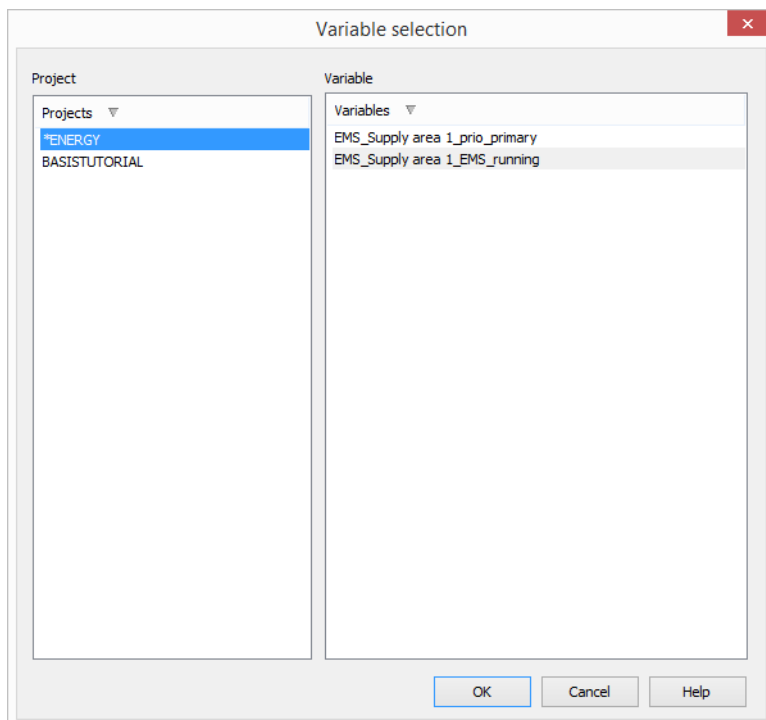 Variable selection
Project
Variable
Projects
Variables
*ENERGY
BASISTUTORIAL
EMS_Supply area 1_prio_primary
EMS_Supply area 1_EMS_running
OK
Cancel
Help